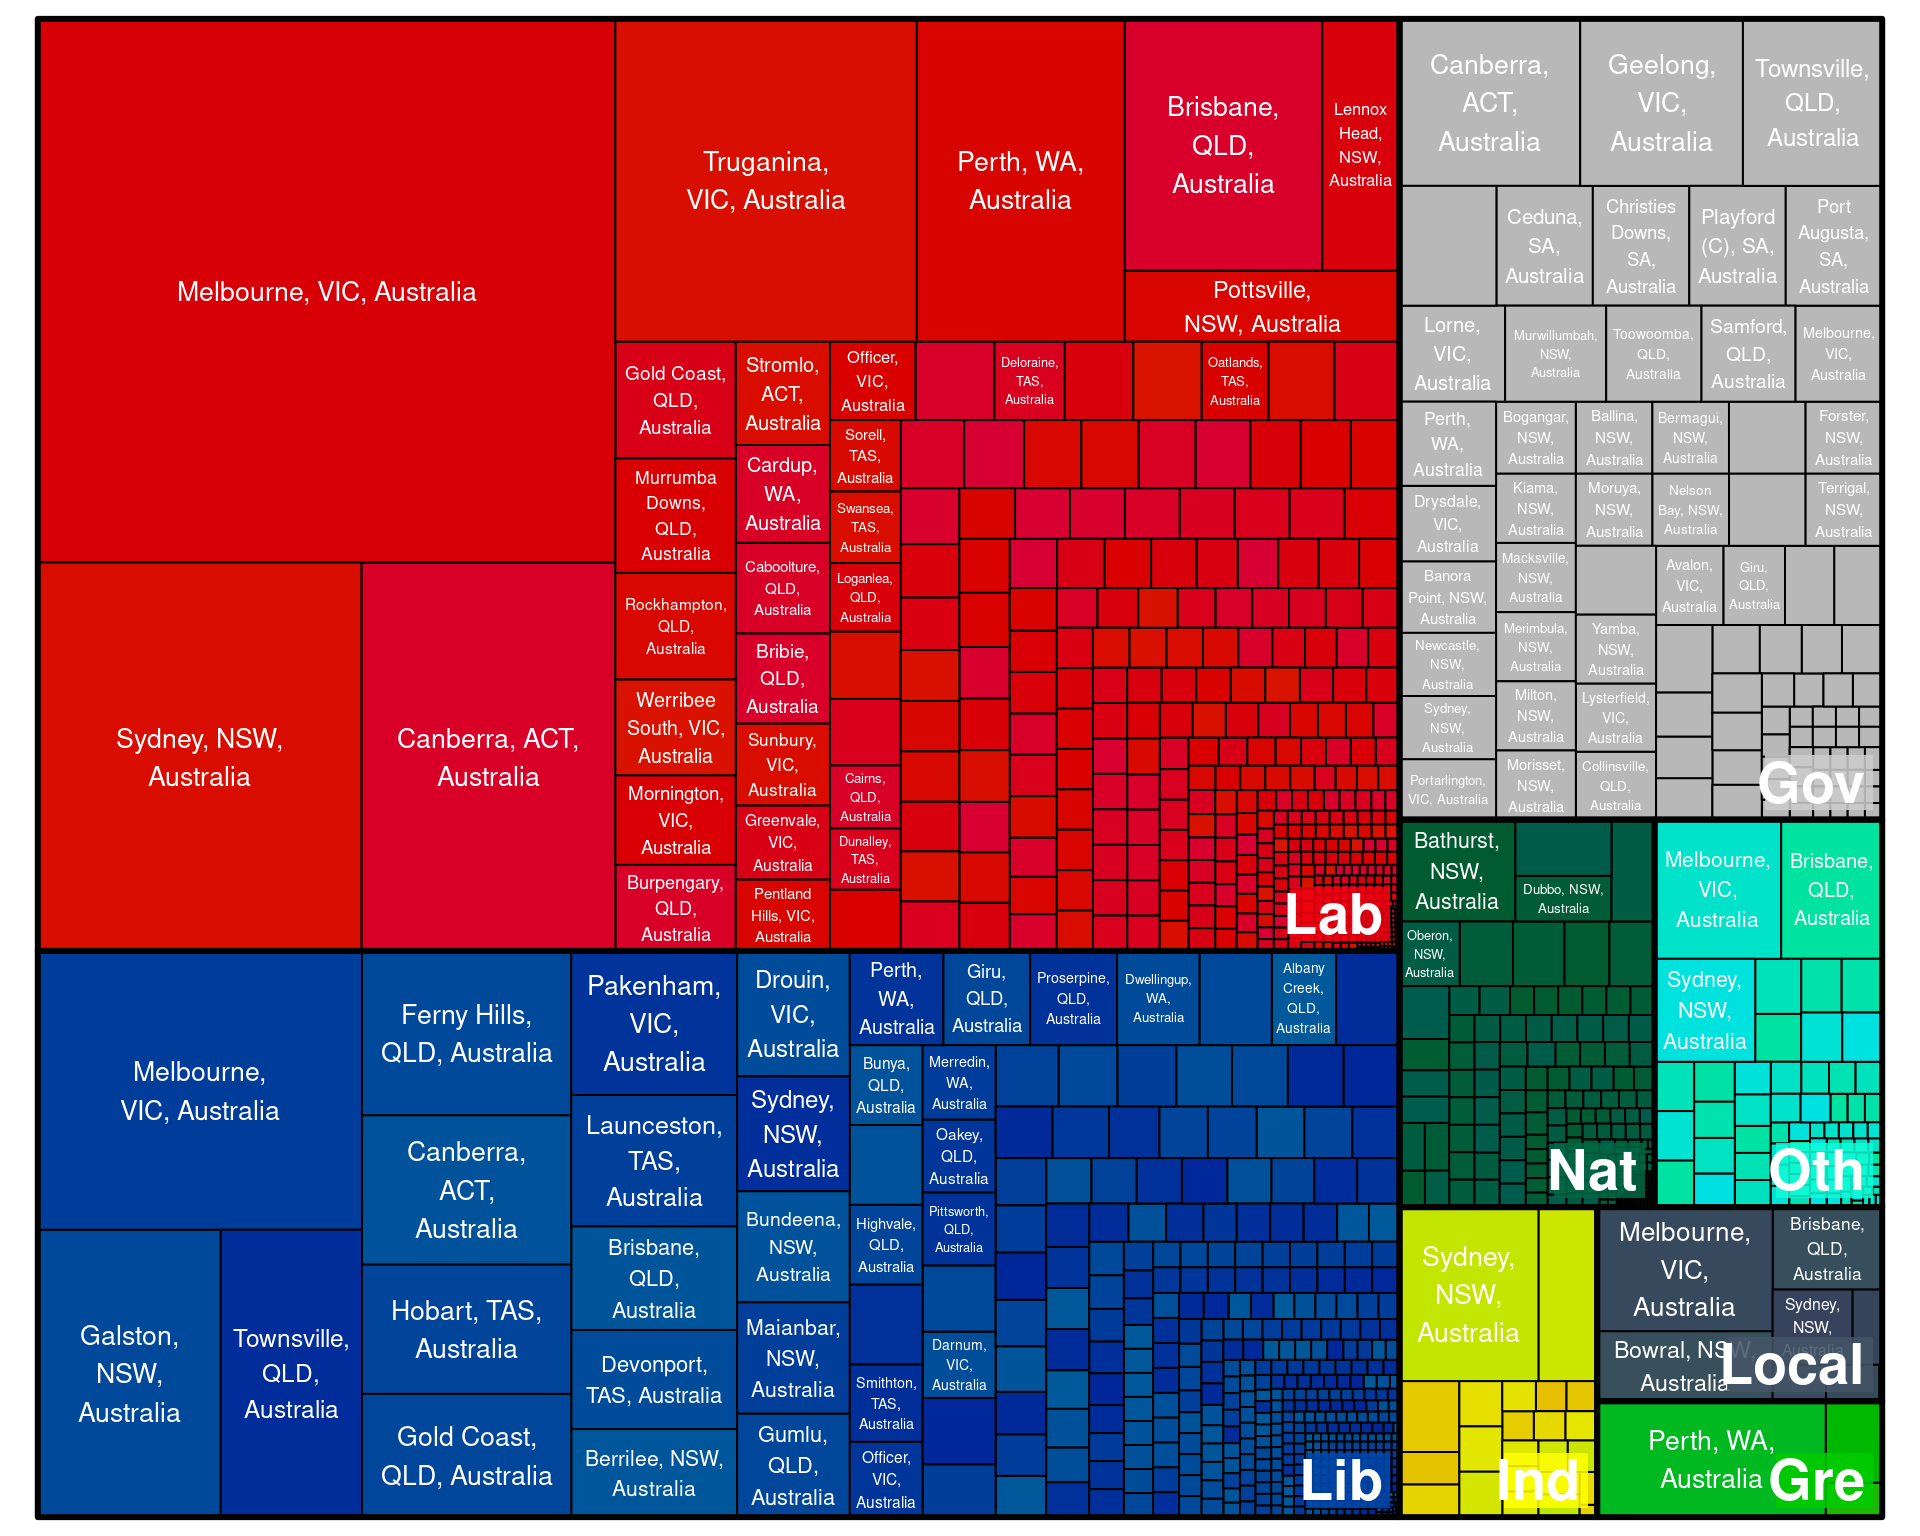 Melbourne, VIC, Australia
Sydney, NSW,
Australia
Canberra, ACT,
Australia
Truganina,
VIC, Australia
Perth, WA,
Australia
Brisbane,
QLD,
Australia
Lennox
Head,
NSW,
Australia
Pottsville,
NSW, Australia
Gold Coast,
QLD,
Australia
Murrumba
Downs,
QLD,
Australia
Rockhampton,
QLD,
Australia
Werribee
South, VIC,
Australia
Mornington,
VIC,
Australia
Burpengary,
QLD,
Australia
Stromlo,
ACT,
Australia
Cardup,
WA,
Australia
Caboolture,
QLD,
Australia
Bribie,
QLD,
Australia
Sunbury,
VIC,
Australia
Greenvale,
VIC,
Australia
Pentland
Hills, VIC,
Australia
Officer,
VIC,
Australia
Sorell,
TAS,
Australia
Swansea,
TAS,
Australia
Loganlea,
QLD,
Australia
Cairns,
QLD,
Australia
Dunalley,
TAS,
Australia
Deloraine,
TAS,
Australia
Oatlands,
TAS,
Australia
Lab
Melbourne,
VIC, Australia
Galston,
NSW,
Australia
Townsville,
QLD,
Australia
Ferny Hills,
QLD, Australia
Canberra,
ACT,
Australia
Hobart, TAS,
Australia
Gold Coast,
QLD, Australia
Pakenham,
VIC,
Australia
Launceston,
TAS,
Australia
Brisbane,
QLD,
Australia
Devonport,
TAS, Australia
Berrilee, NSW,
Australia
Drouin,
VIC,
Australia
Sydney,
NSW,
Australia
Bundeena,
NSW,
Australia
Maianbar,
NSW,
Australia
Gumlu,
QLD,
Australia
Perth,
WA,
Australia
Giru,
QLD,
Australia
Proserpine,
QLD,
Australia
Dwellingup,
WA,
Australia
Albany
Creek,
QLD,
Australia
Bunya,
QLD,
Australia
Highvale,
QLD,
Australia
Smithton,
TAS,
Australia
Officer,
VIC,
Australia
Merredin,
WA,
Australia
Oakey,
QLD,
Australia
Pittsworth,
QLD,
Australia
Darnum,
VIC,
Australia
Lib
Canberra,
ACT,
Australia
Geelong,
VIC,
Australia
Townsville,
QLD,
Australia
Ceduna,
SA,
Australia
Christies
Downs,
SA,
Australia
Playford
(C), SA,
Australia
Port
Augusta,
SA,
Australia
Lorne,
VIC,
Australia
Murwillumbah,
NSW,
Australia
Toowoomba,
QLD,
Australia
Samford,
QLD,
Australia
Melbourne,
VIC,
Australia
Perth,
WA,
Australia
Drysdale,
VIC,
Australia
Banora
Point, NSW,
Australia
Newcastle,
NSW,
Australia
Sydney,
NSW,
Australia
Portarlington,
VIC, Australia
Bogangar,
NSW,
Australia
Kiama,
NSW,
Australia
Macksville,
NSW,
Australia
Merimbula,
NSW,
Australia
Milton,
NSW,
Australia
Morisset,
NSW,
Australia
Ballina,
NSW,
Australia
Moruya,
NSW,
Australia
Yamba,
NSW,
Australia
Lysterfield,
VIC,
Australia
Collinsville,
QLD,
Australia
Bermagui,
NSW,
Australia
Nelson
Bay, NSW,
Australia
Forster,
NSW,
Australia
Terrigal,
NSW,
Australia
Avalon,
VIC,
Australia
Giru,
QLD,
Australia
Gov
Bathurst,
NSW,
Australia
Dubbo, NSW,
Australia
Oberon,
NSW,
Australia
Nat
Melbourne,
VIC,
Australia
Brisbane,
QLD,
Australia
Sydney,
NSW,
Australia
Oth
Sydney,
NSW,
Australia
Ind
Melbourne,
VIC,
Australia
Brisbane,
QLD,
Australia
Sydney,
NSW,
Australia
Bowral, NSW,
Australia
Local
Perth, WA,
Australia
Gre